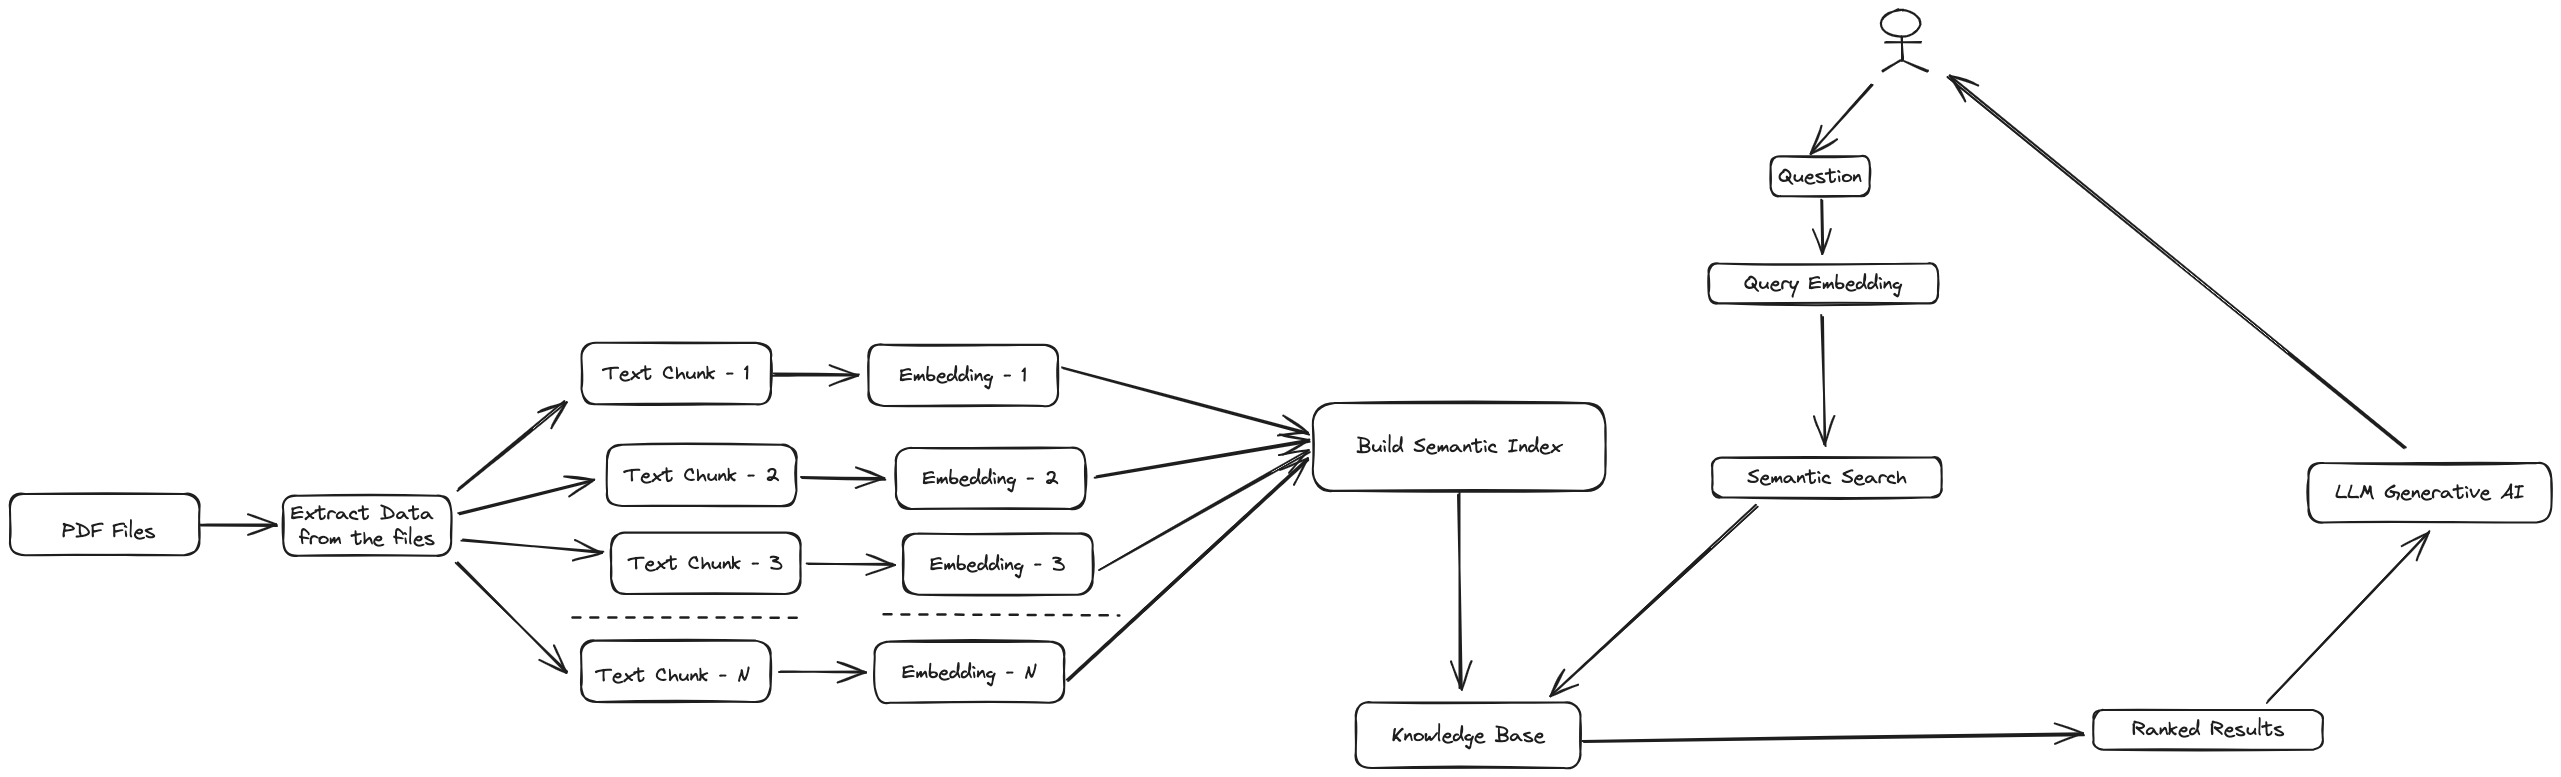 PDF Files
Extract Data
from the files
Text Chunk - 1
Text Chunk - 2
Text Chunk - 3
Text Chunk - N
Embedding - 1
Embedding - 2
Embedding - 3
Embedding - N
Build Semantic Index
Knowledge Base
Question
Query Embedding
Semantic Search
Ranked Results
LLM Generative AI